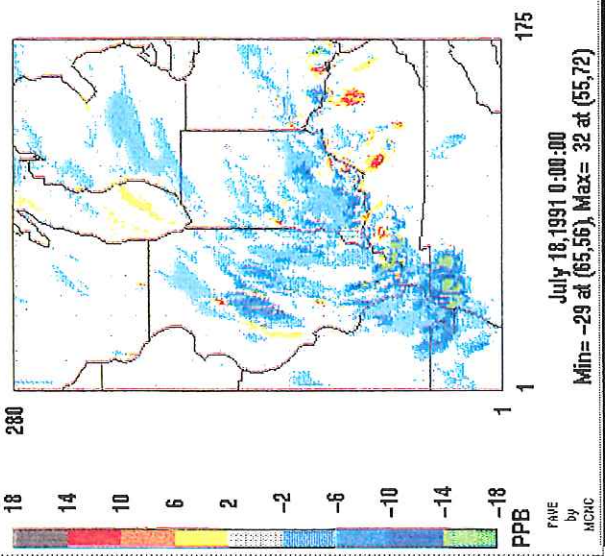 18
14
10
6
2
-2
-6
-10
-14
-18
PPB
PAVE
by
MCNC
280
1
1
175
July 18,1991 0:00:00
Min= -29 at (65,56), Max= 32 at (55,72)